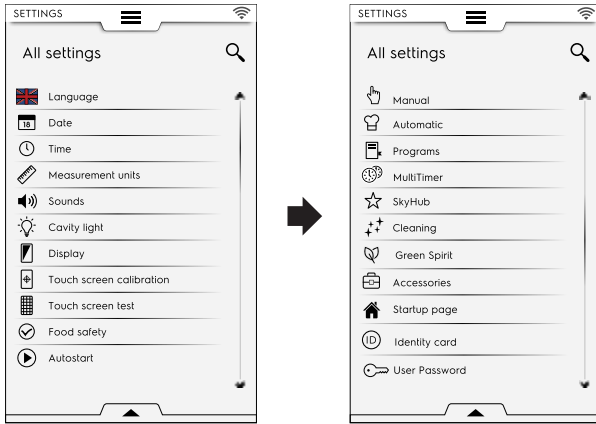 SETTINGS
All settings
Language
18 Date
Time
Measurement units
Sounds
Cavity light
Display
Touch screen calibration
Touch screen test
Food safety
Autostart
SETTINGS
All settings
Manual
Automatic
Programs
MultiTimer
SkyHub
Cleaning
Green Spirit
Accessories
Startup page
ID Identity card
User Password